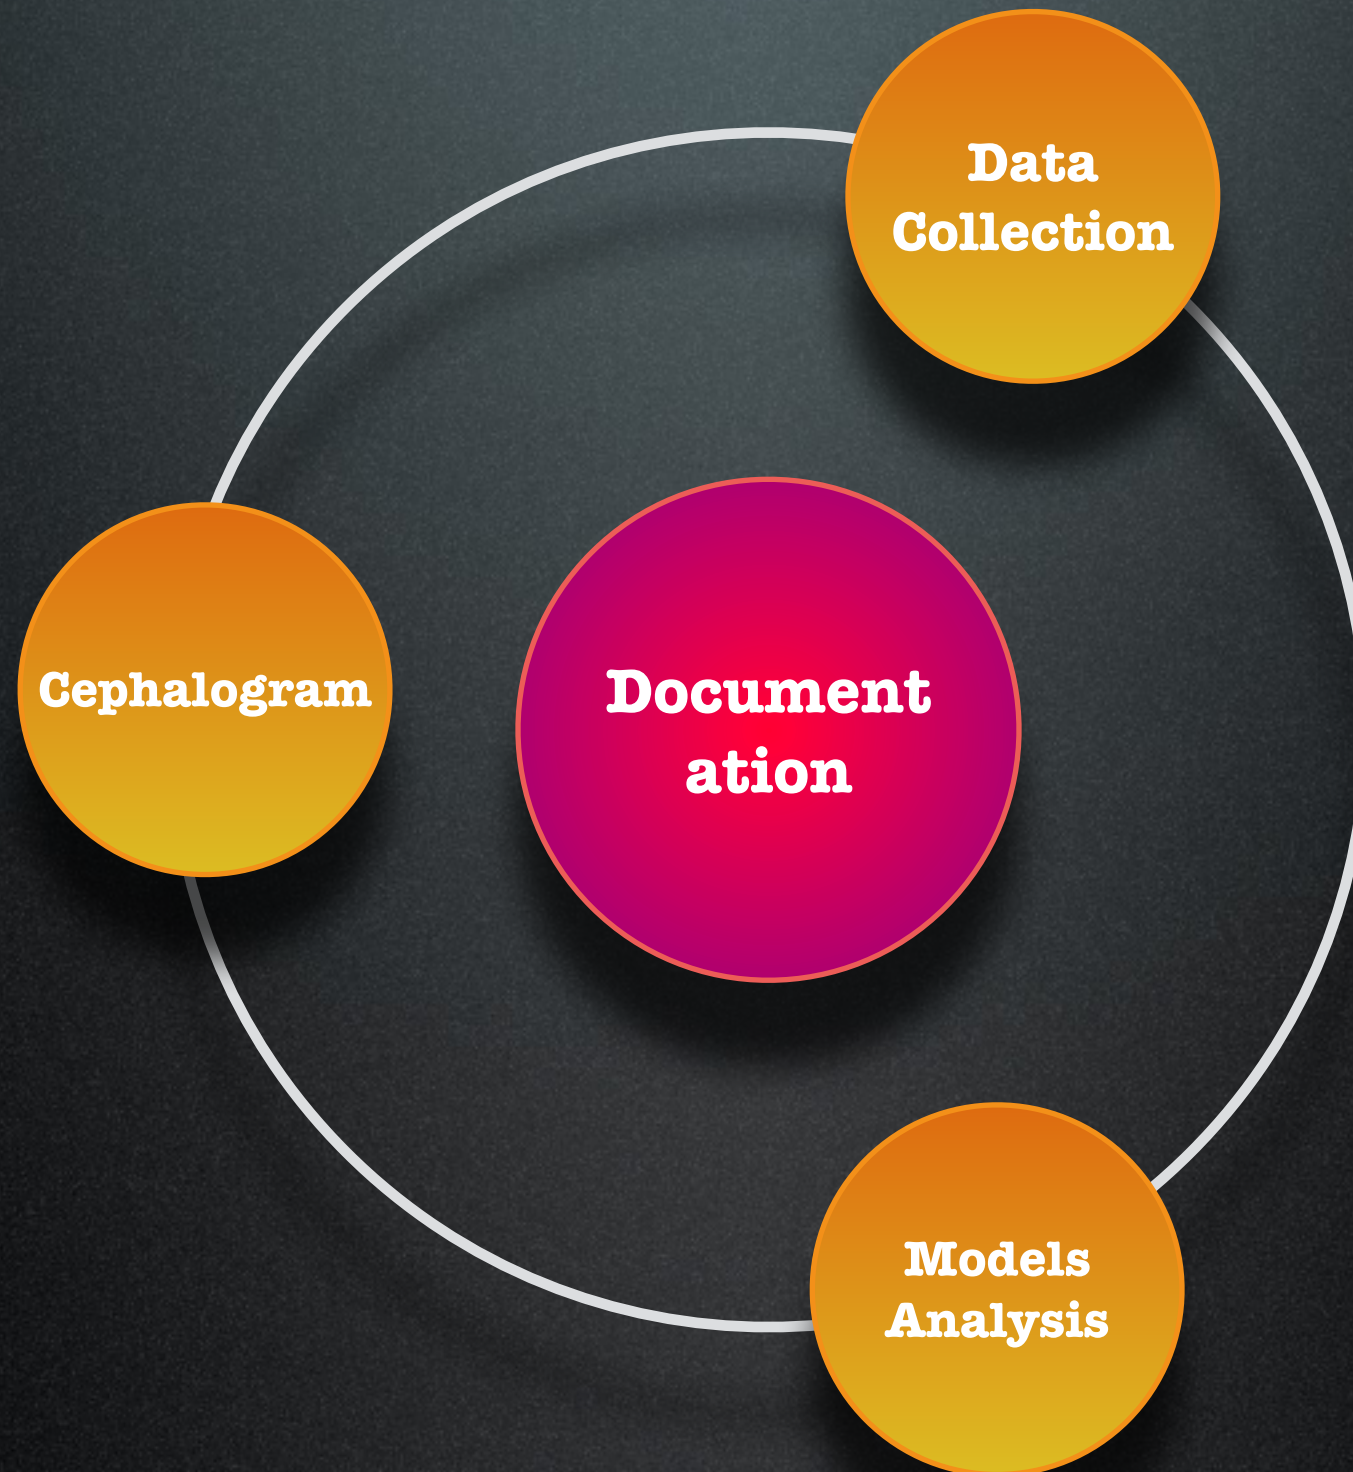 Data
Collection
Cephalogram
Document
ation
Models
Analysis